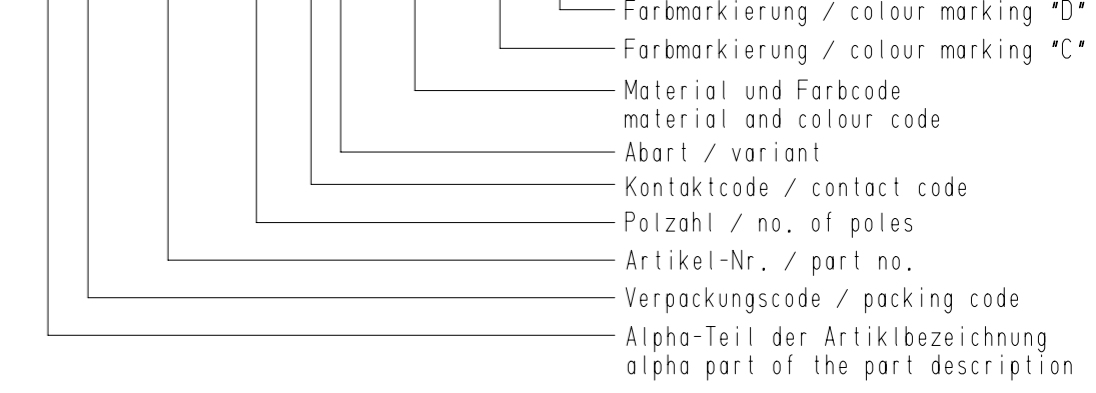 Farbmarkierung / colour marking "D"
Farbmarkierung / colour marking "C"
Material und Farbcode
material and colour code
Abart / variant
Kontaktcode / contact code
Polzahl / no. of poles
Artikel-Nr. / part no.
Verpackungscode / packing code
Alpha-Teil der Artiklbezeichnung
alpha part of the part description